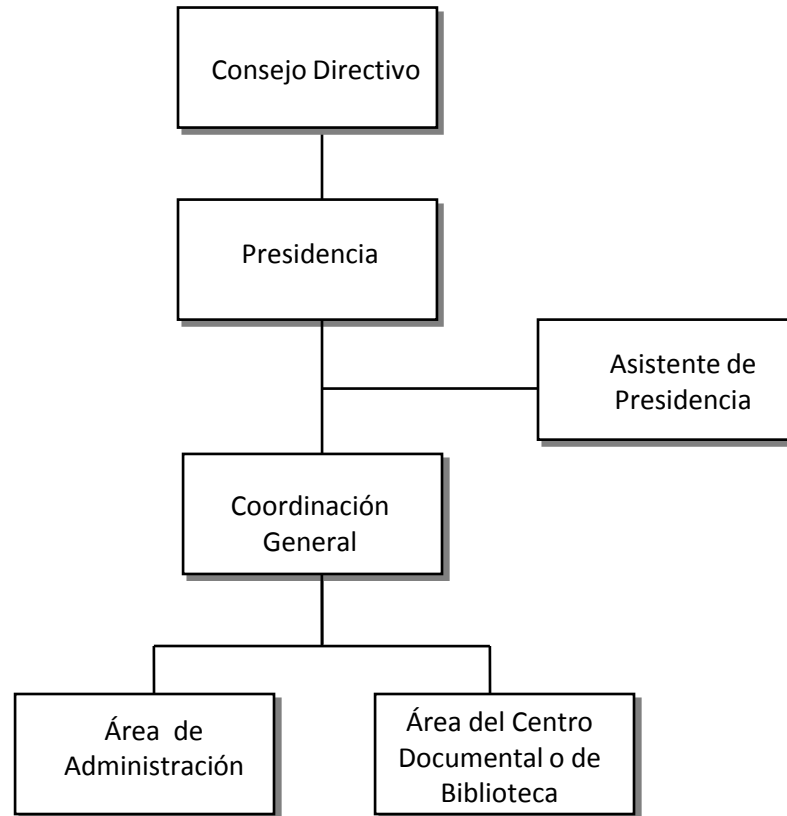 Consejo Directivo
Presidencia
Asistente de
Presidencia
Coordinación
General
Área de
Administración
Área del Centro
Documental o de
Biblioteca